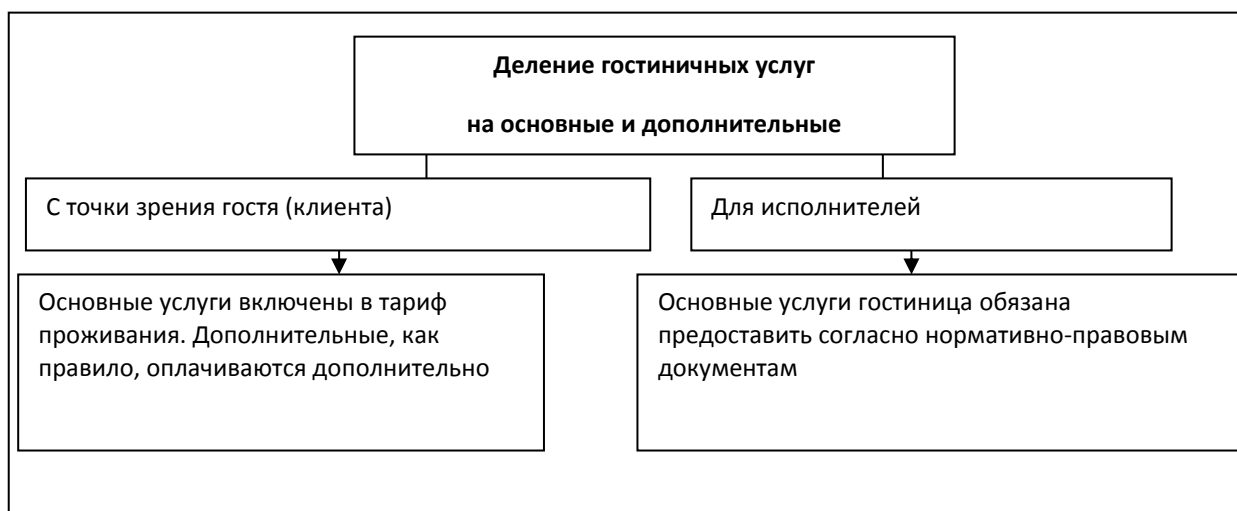 Деление гостиничных услуг
на основные и дополнительные
С точки зрения гостя (клиента)
Для исполнителей
Основные услуги включены в тариф
проживания. Дополнительные, как
правило, оплачиваются дополнительно
Основные услуги гостиница обязана
предоставить согласно нормативно-правовым
документам